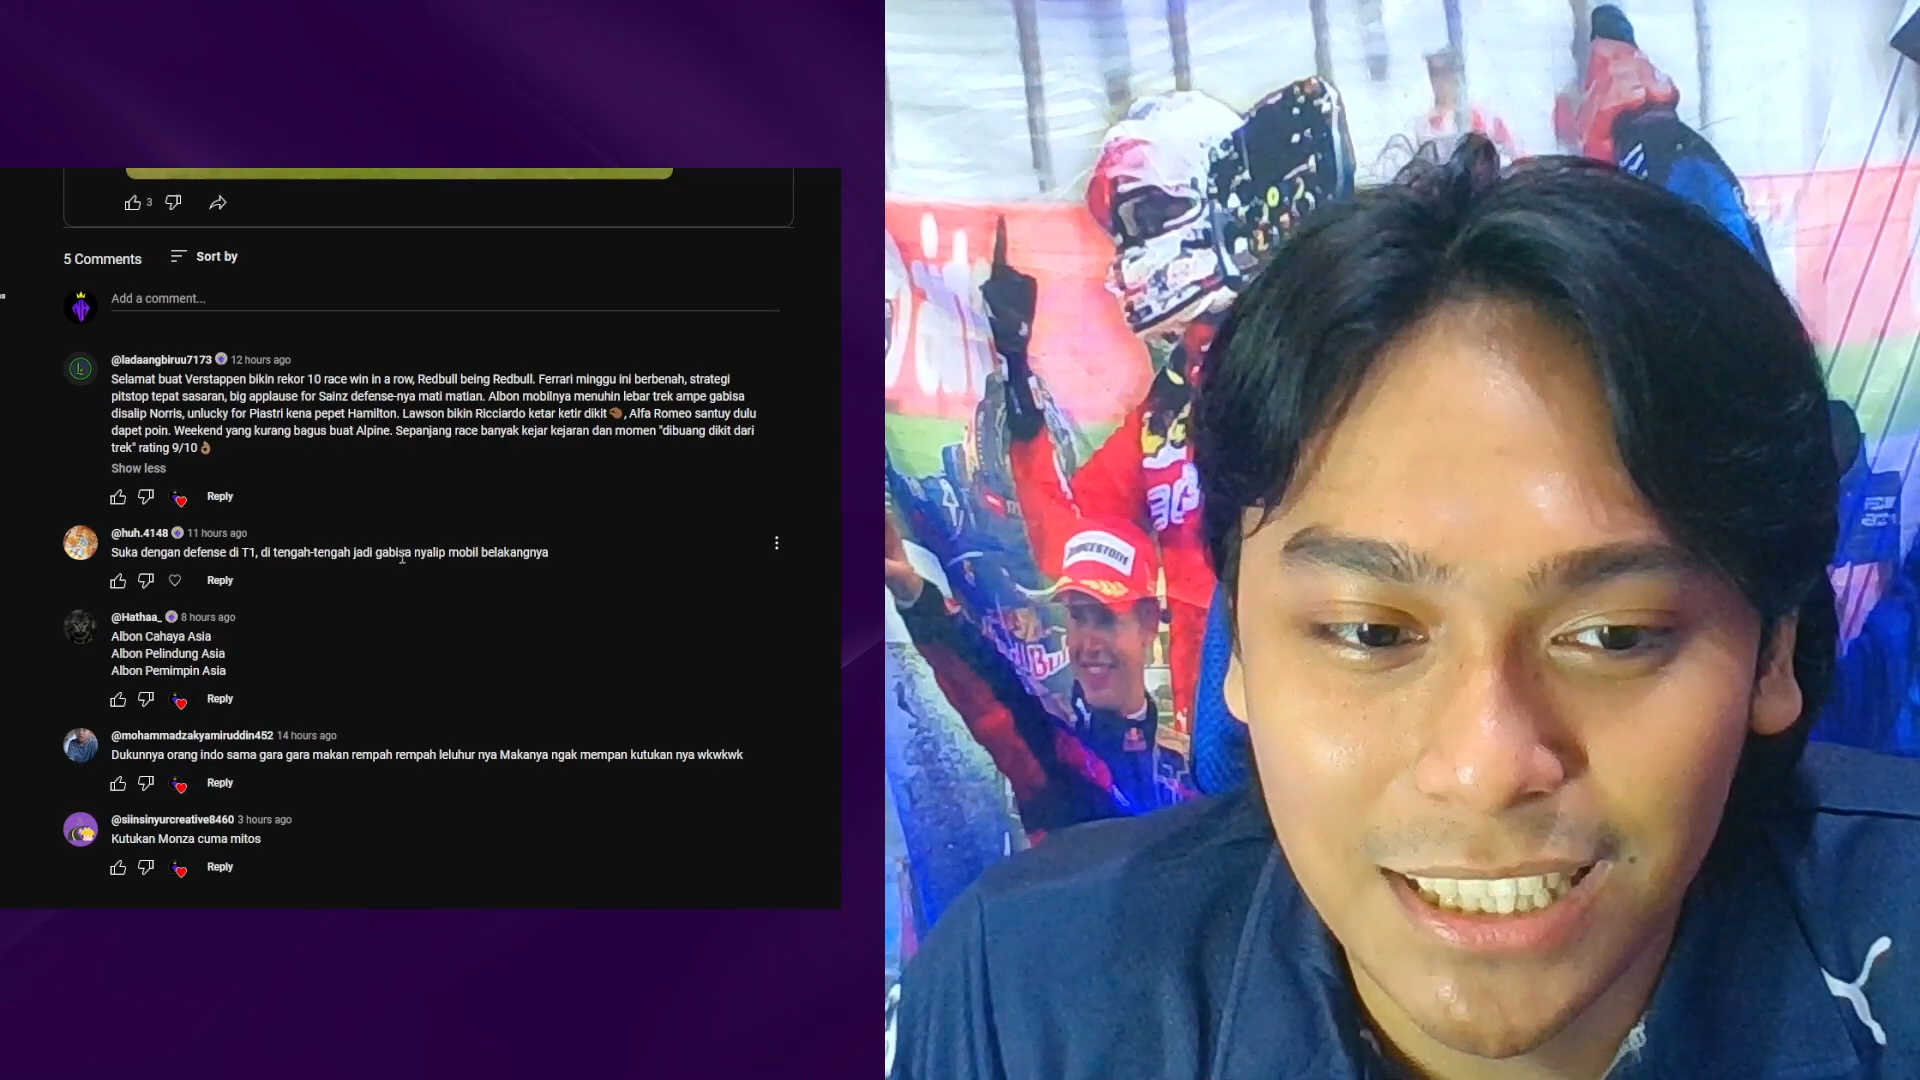 3
5 Comments
Sort by
Add a comment...
@ladaangbiruu7173 12 hours ago
Selamat buat Verstappen bikin rekor 10 race win in a row, Redbull being Redbull. Ferrari minggu ini berbenah, strategi
pitstop tepat sasaran, big applause for Sainz defense-nya mati matian. Albon mobilnya menuhin lebar trek ampe gabisa
disalip Norris, unlucky for Piastri kena pepet Hamilton. Lawson bikin Ricciardo ketar ketir dikit🤏🏾, Alfa Romeo santuy dulu
dapet poin. Weekend yang kurang bagus buat Alpine. Sepanjang race banyak kejar kejaran dan momen "dibuang dikit dari
trek" rating 9/10👌🏽
Show less
Reply
@huh.4148 11 hours ago
Suka dengan defense di T1, di tengah-tengah jadi gabisa nyalip mobil belakangnya
Reply
@Hathaa_ 8 hours ago
Albon Cahaya Asia
Albon Pelindung Asia
Albon Pemimpin Asia
Reply
@mohammadzakyamiruddin452 14 hours ago
Dukunnya orang indo sama gara gara makan rempah rempah leluhur nya Makanya ngak mempan kutukan nya wkwkwk
Reply
@siinsinyurcreative8460 3 hours ago
Kutukan Monza cuma mitos
Reply
BRIDGESTONE